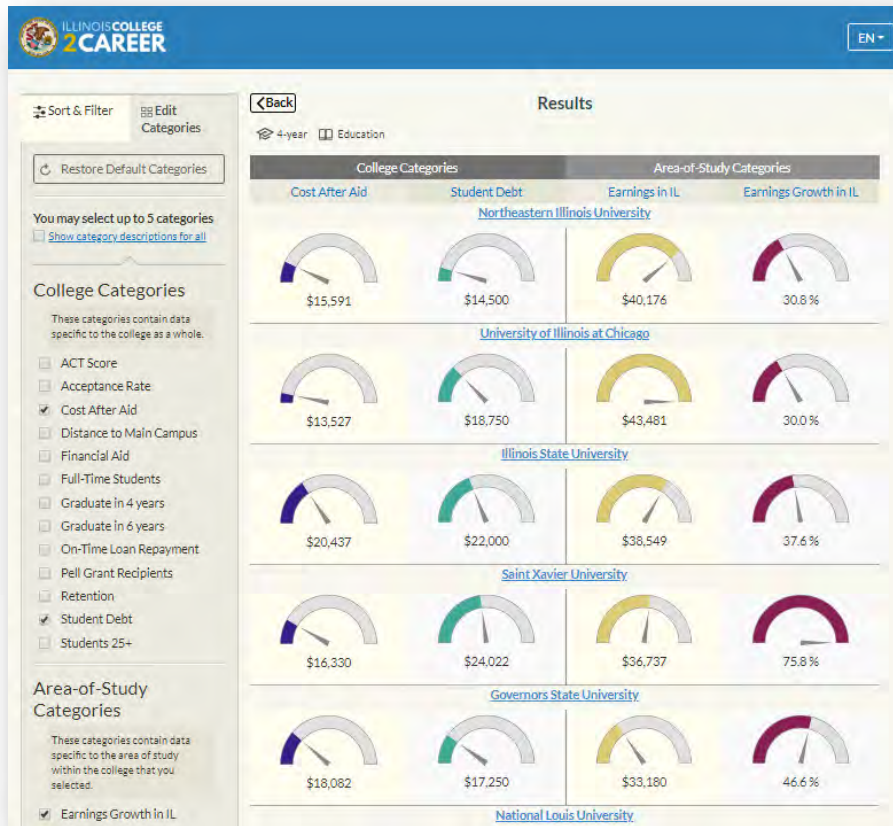 ILLINOISCOLLEGE
2CAREER
EN
Sort & Filter
Edit
Categories
Restore Default Categories
You may select up to 5 categories
Show category descriptions for all
College Categories
These categories contain data
specific to the college as a whole.
ACT Score
Acceptance Rate
Cost After Aid
Distance to Main Campus
Financial Aid
Full-Time Students
Graduate in 4 years
Graduate in 6 years
On-Time Loan Repayment
Pell Grant Recipients
Retention
Student Debt
Students 25+
Area-of-Study
Categories
These categories contain data
specific to the area of study
within the college that you
selected.
Earnings Growth in IL
Back
Results
4-year Education
College Categories Area-of-Study Categories
Cost After Aid Student Debt Earnings in IL Earnings Growth in IL
Northeastern Illinois University
$15,591 $14,500 $40,176 30.8 %
University of Illinois at Chicago
$13,527 $18,750 $43,481 30.0 %
Illinois State University
$20,437 $22,000 $38,549 37.6 %
Saint Xavier University
$16,330 $24,022 $36,737 75.8 %
Governors State University
$18,082 $17,250 $33,180 46.6 %
National Louis University